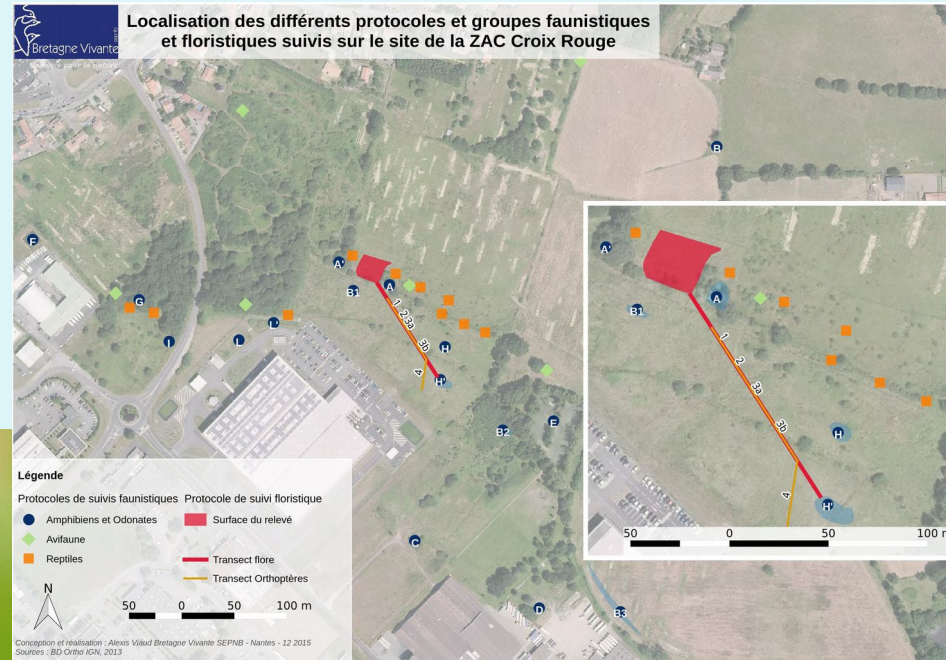 Bretagne Vivante
Localisation des différents protocoles et groupes faunistiques
et floristiques suivis sur le site de la ZAC Croix Rouge
B
F
A'
A
B1
G
L'
I
L
1
2
3a
3b
4
H
H'
B2
E
C
D
B3
A'
B1
A
1
2
3a
3b
4
H
H'
50 0 50 100 m
Légende
Protocoles de suivis faunistiques Protocole de suivi floristique
Amphibiens et Odonates Surface du relevé
Avifaune
Reptiles Transect flore
Transect Orthoptères
N
50 0 50 100 m
Conception et réalisation : Alexis Viaud Bretagne Vivante SEPNB - Nantes - 12 2015
Sources : BD Ortho IGN, 2013